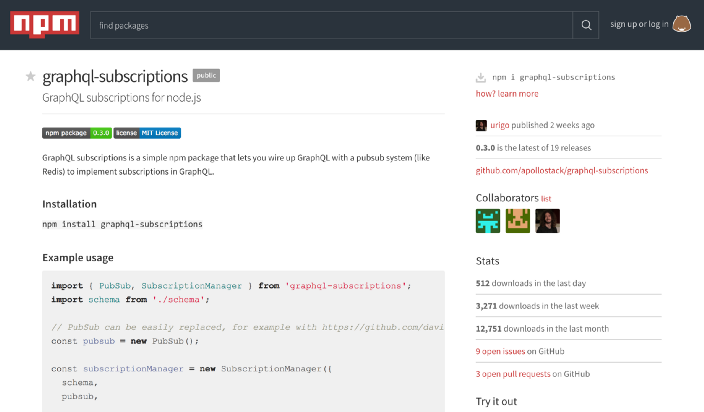 npm
find packages
sign up or log in
graphql-subscriptions public
GraphQL subscriptions for node.js
npm package 0.3.0 license MIT License
GraphQL subscriptions is a simple npm package that lets you wire up GraphQL with a pubsub system (like
Redis) to implement subscriptions in GraphQL.
Installation
npm install graphql-subscriptions
Example usage
import { PubSub, SubscriptionManager } from 'graphql-subscriptions';
import schema from './schema';
// PubSub can be easily replaced, for example with https://github.com/davi
const pubsub = new PubSub();
const subscriptionManager = new SubscriptionManager({
schema,
pubsub,
npm i graphql-subscriptions
how? learn more
urigo published 2 weeks ago
0.3.0 is the latest of 19 releases
github.com/apollostack/graphql-subscriptions
Collaborators list
Stats
512 downloads in the last day
3,271 downloads in the last week
12,751 downloads in the last month
9 open issues on GitHub
3 open pull requests on GitHub
Try it out